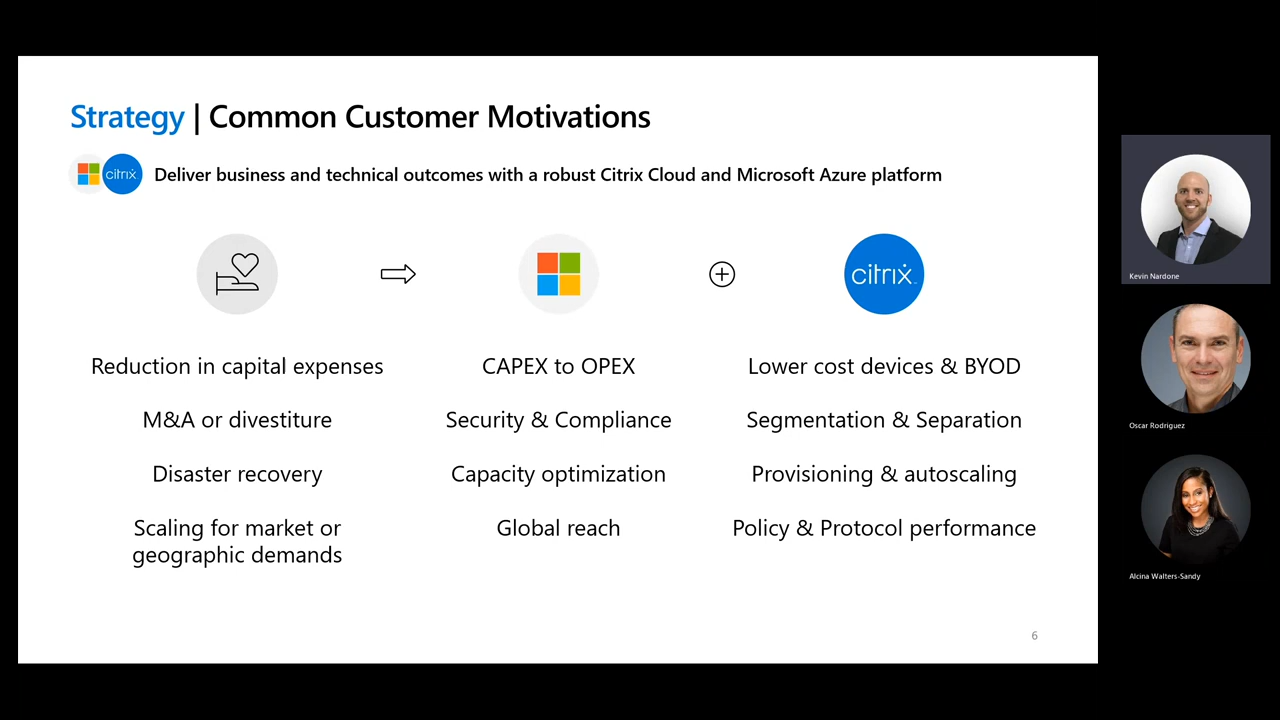 Strategy | Common Customer Motivations
citrix Deliver business and technical outcomes with a robust Citrix Cloud and Microsoft Azure platform
citrix
Reduction in capital expenses
CAPEX to OPEX
Lower cost devices & BYOD
M&A or divestiture
Security & Compliance
Segmentation & Separation
Disaster recovery
Capacity optimization
Provisioning & autoscaling
Scaling for market or
geographic demands
Global reach
Policy & Protocol performance
6
Kevin Nardone
Oscar Rodriguez
Alcina Walters-Sandy